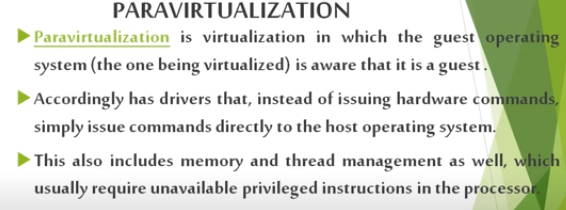 PARAVIRTUALIZATION
Paravirtualization is virtualization in which the guest operating
system (the one being virtualized) is aware that it is a guest .
Accordingly has drivers that, instead of issuing hardware commands,
simply issue commands directly to the host operating system.
This also includes memory and thread management as well, which
usually require unavailable privileged instructions in the processor.